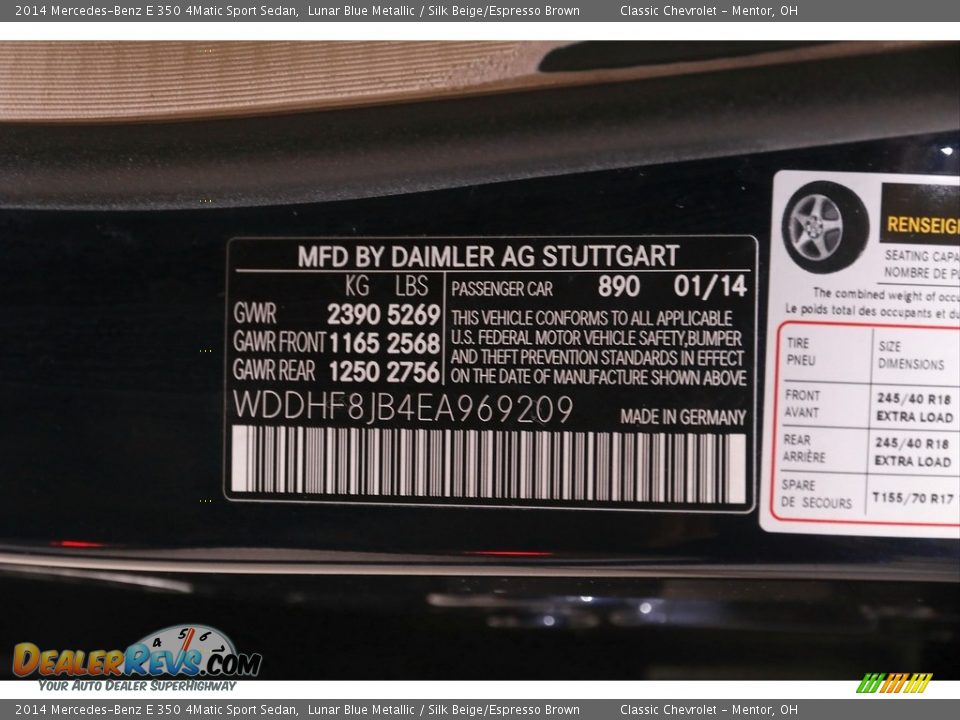 2014 Mercedes-Benz E 350 4Matic Sport Sedan, Lunar Blue Metallic / Silk Beige/Espresso Brown Classic Chevrolet - Mentor, OH
MFD BY DAIMLER AG STUTTGART
KG LBS
GWR 2390 5269
GAWR FRONT 1165 2568
GAWR REAR 1250 2756
PASSENGER CAR 890 01/14
THIS VEHICLE CONFORMS TO ALL APPLICABLE
U.S. FEDERAL MOTOR VEHICLE SAFETY,BUMPER
AND THEFT PREVENTION STANDARDS IN EFFECT
ON THE DATE OF MANUFACTURE SHOWN ABOVE
WDDHF8JB4EA969209 MADE IN GERMANY
RENSEIG
SEATING CAPA
NOMBRE DE PL
The combined weight of occu
Le poids total des occupants et du
TIRE SIZE
PNEU DIMENSIONS
FRONT 245/40 R18
AVANT EXTRA LOAD
REAR 245/40 R18
ARRIÈRE EXTRA LOAD
SPARE T155/70 R17
DE SECOURS
4 5 6
DEALERREVS.COM
YOUR AUTO DEALER SUPERHIGHWAY
2014 Mercedes-Benz E 350 4Matic Sport Sedan, Lunar Blue Metallic / Silk Beige/Espresso Brown Classic Chevrolet - Mentor, OH